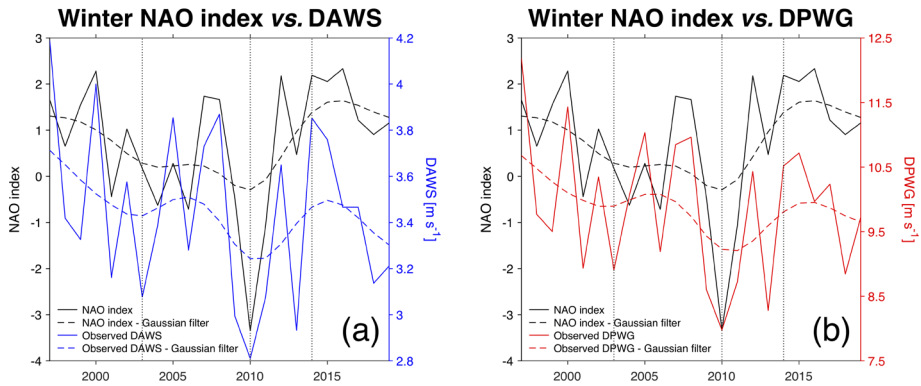 Winter NAO index vs. DAWS
3
2
1
0
-1
-2
-3
-4
NAO index
4.2
4
3.8
3.6
3.4
3.2
3
2.8
DAWS [m s⁻¹]
NAO index
NAO index - Gaussian filter
Observed DAWS
Observed DAWS - Gaussian filter
(a)
2000
2005
2010
2015
Winter NAO index vs. DPWG
3
2
1
0
-1
-2
-3
-4
NAO index
12.5
11.5
10.5
9.5
8.5
7.5
DPWG [m s⁻¹]
NAO index
NAO index - Gaussian filter
Observed DPWG
Observed DPWG - Gaussian filter
(b)
2000
2005
2010
2015